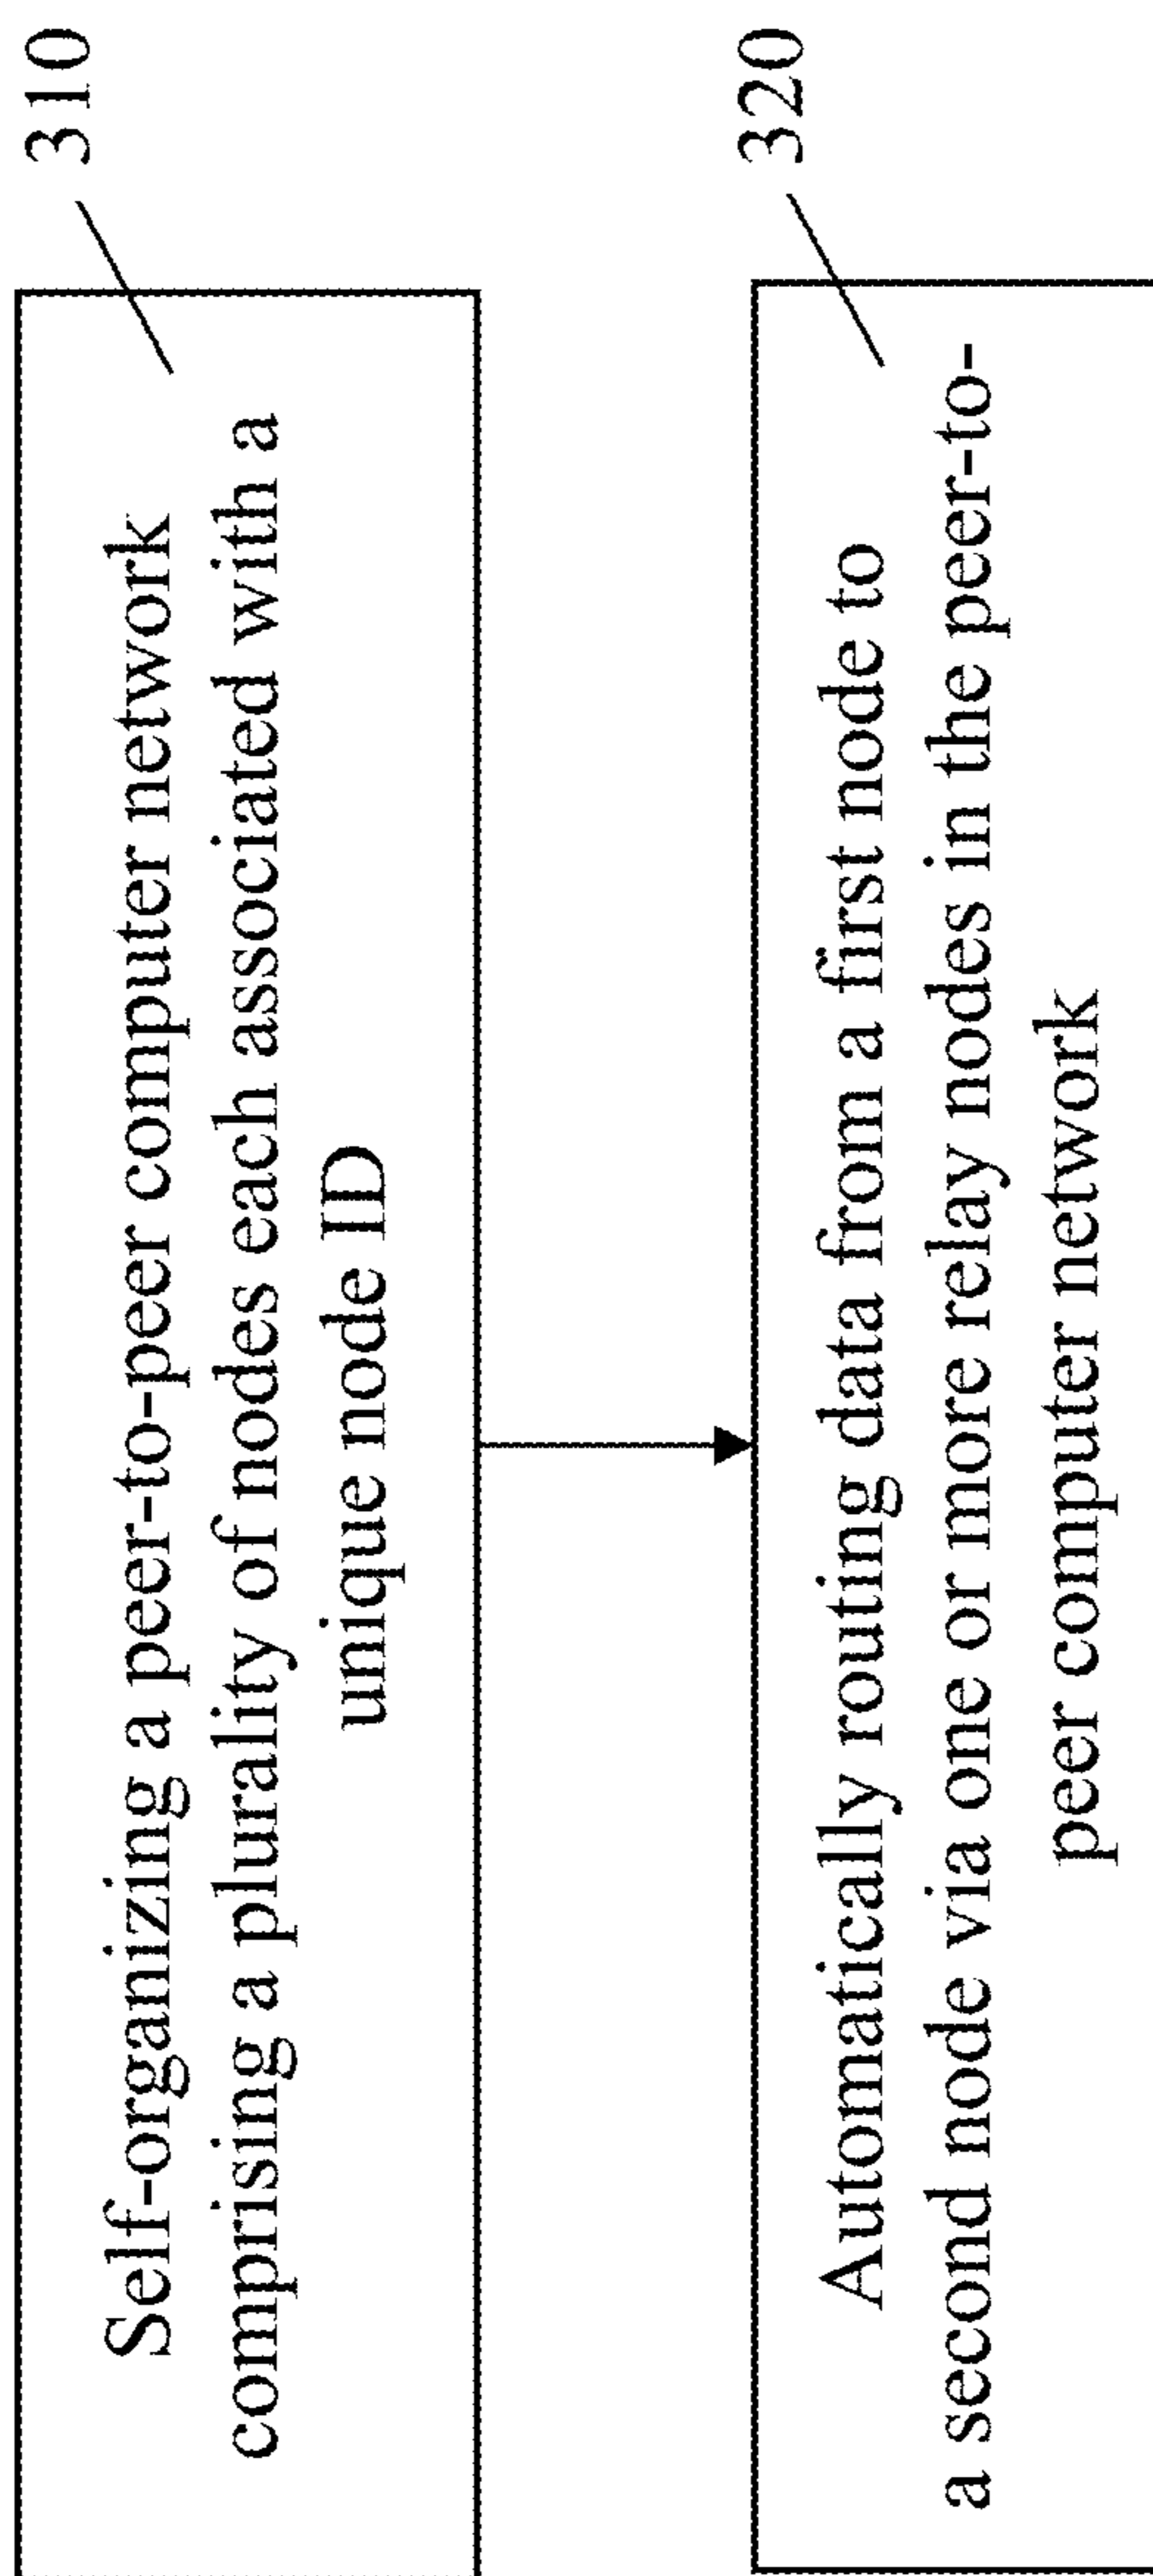 310
Self-organizing a peer-to-peer computer network
comprising a plurality of nodes each associated with a
unique node ID
320
Automatically routing data from a first node to
a second node via one or more relay nodes in the peer-to-
peer computer network